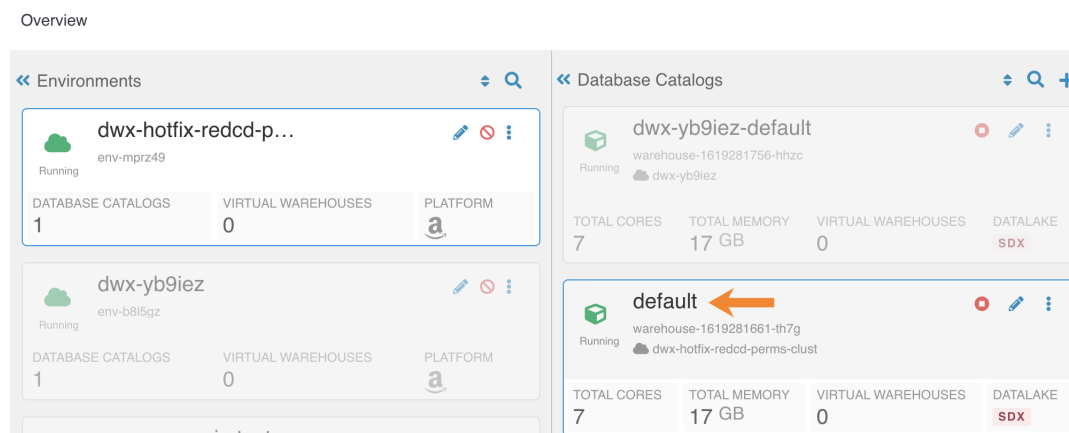 Overview
Environments
dwx-hotfix-redcd-p...
env-mprz49
Running
DATABASE CATALOGS VIRTUAL WAREHOUSES PLATFORM
1 0 a
dwx-yb9iez
env-b8l5gz
Running
DATABASE CATALOGS VIRTUAL WAREHOUSES PLATFORM
1 0 a
Database Catalogs
dwx-yb9iez-default
warehouse-1619281756-hhzc
Running
dwx-yb9iez
TOTAL CORES TOTAL MEMORY VIRTUAL WAREHOUSES DATALAKE
7 17 GB 0 SDX
default
warehouse-1619281661-th7g
Running
dwx-hotfix-redcd-perms-clust
TOTAL CORES TOTAL MEMORY VIRTUAL WAREHOUSES DATALAKE
7 17 GB 0 SDX